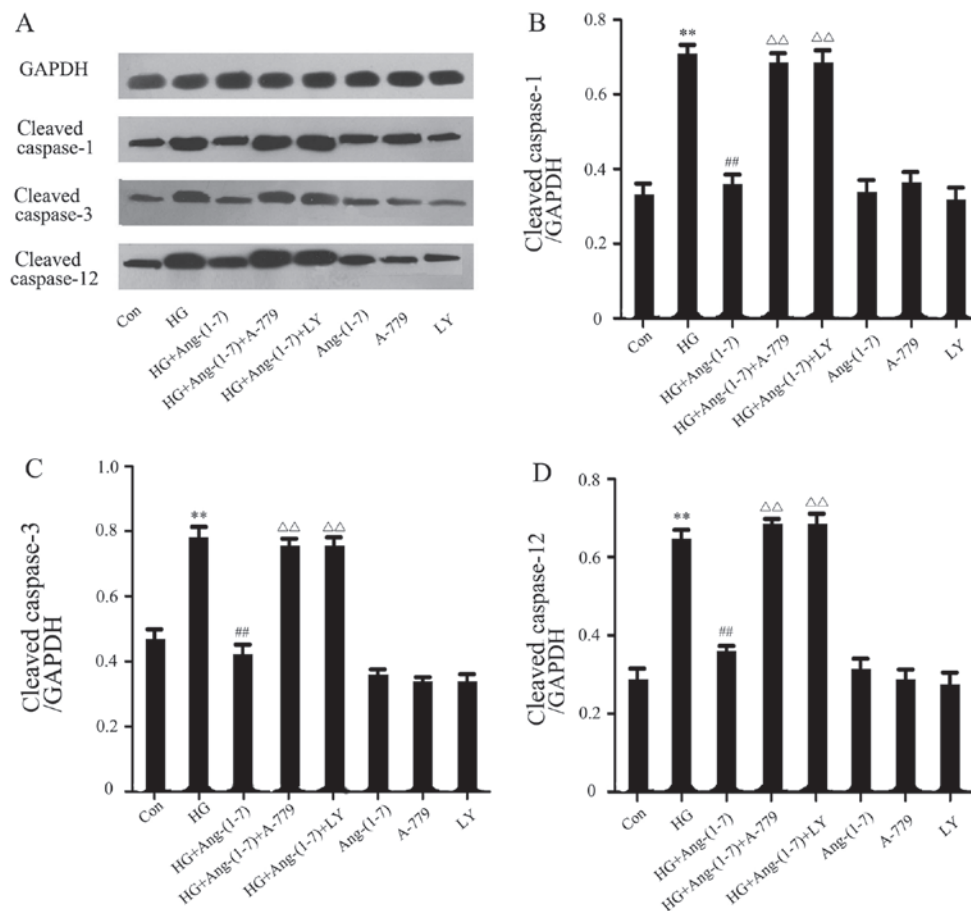 A
GAPDH
Cleaved
caspase-1
Cleaved
caspase-3
Cleaved
caspase-12
Con
HG
HG+Ang-(1-7)
HG+Ang-(1-7)+A-779
HG+Ang-(1-7)+LY
Ang-(1-7)
A-779
LY
B
Cleaved caspase-1
/GAPDH
0.8
0.6
0.4
0.2
0
**
##
△△
△△
Con
HG
HG+Ang-(1-7)
HG+Ang-(1-7)+A-779
HG+Ang-(1-7)+LY
Ang-(1-7)
A-779
LY
C
Cleaved caspase-3
/GAPDH
1.0
0.8
0.6
0.4
0.2
0
**
##
△△
△△
Con
HG
HG+Ang-(1-7)
HG+Ang-(1-7)+A-779
HG+Ang-(1-7)+LY
Ang-(1-7)
A-779
LY
D
Cleaved caspase-12
/GAPDH
0.8
0.6
0.4
0.2
0
**
##
△△
△△
Con
HG
HG+Ang-(1-7)
HG+Ang-(1-7)+A-779
HG+Ang-(1-7)+LY
Ang-(1-7)
A-779
LY